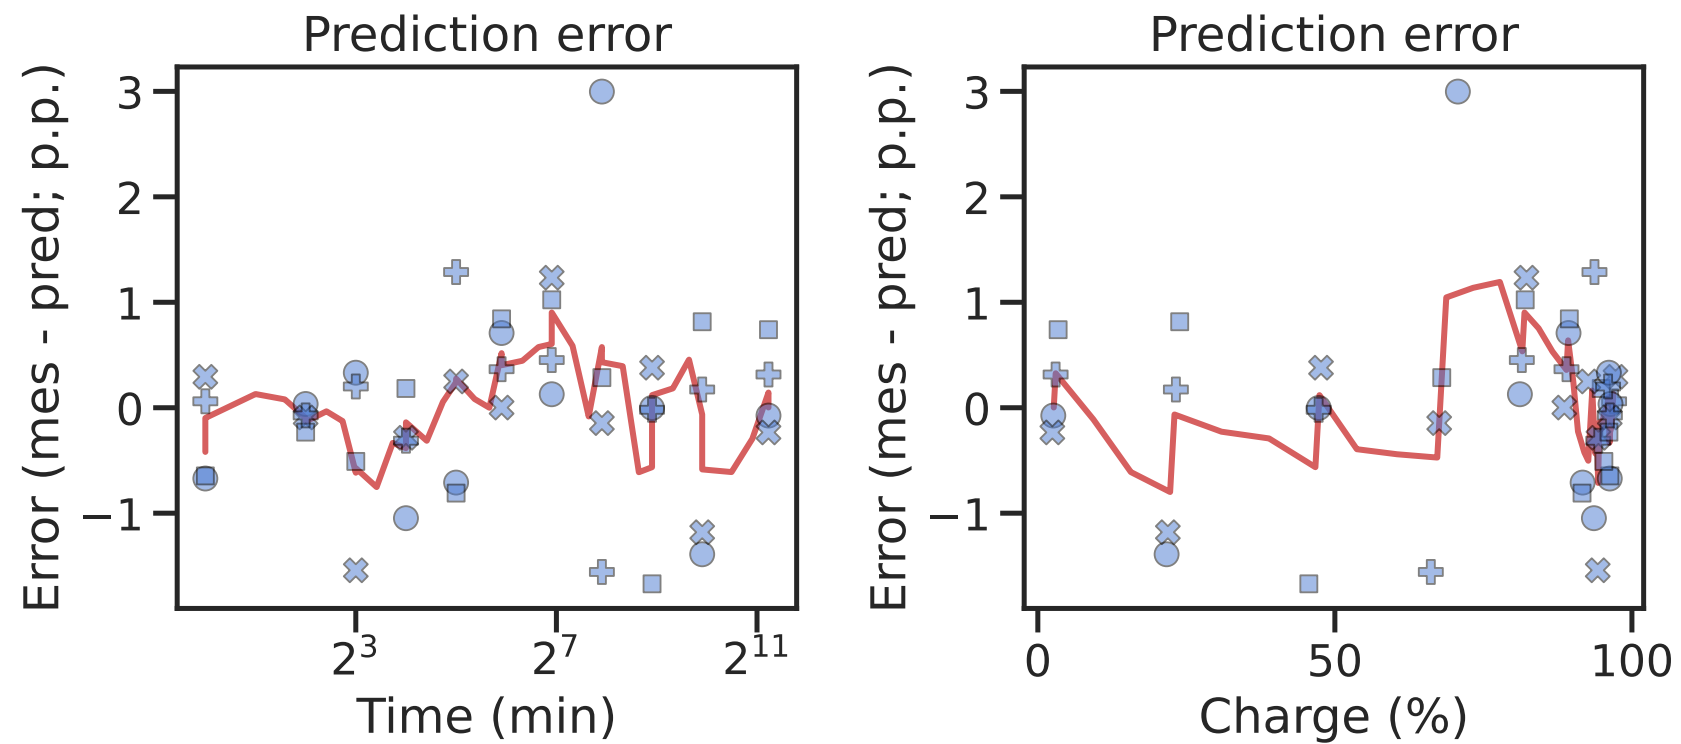 Prediction error
Error (mes - pred; p.p.)
3
2
1
0
−1
2^3
2^7
2^11
Time (min)
Prediction error
Error (mes - pred; p.p.)
3
2
1
0
−1
0
50
100
Charge (%)